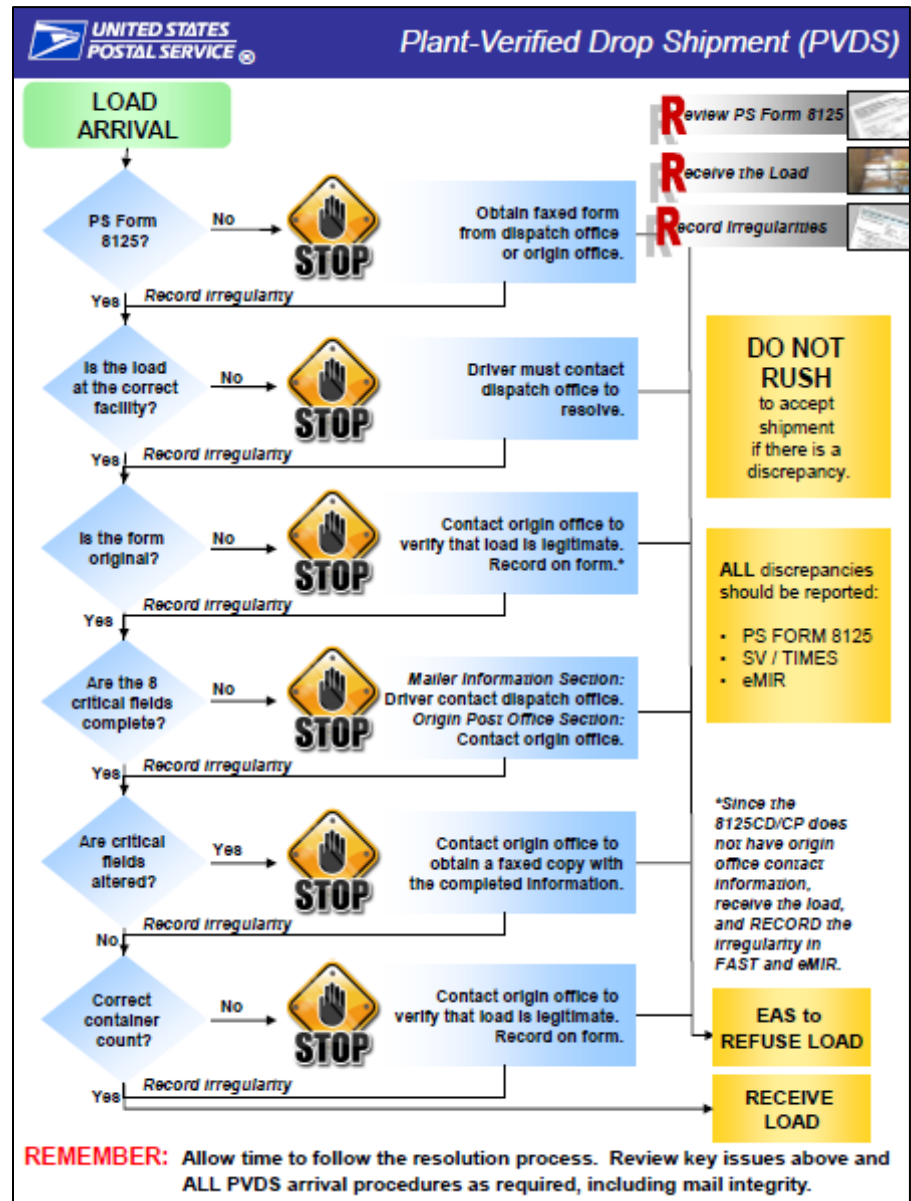 UNITED STATES
POSTAL SERVICE ®
Plant-Verified Drop Shipment (PVDS)
LOAD
ARRIVAL
Review PS Form 8125
Receive the Load
Record Irregularities
PS Form
8125?
No
STOP
Obtain faxed form
from dispatch office
or origin office.
Yes
Record irregularity
Is the load
at the correct
facility?
No
STOP
Driver must contact
dispatch office to
resolve.
Yes
Record irregularity
Is the form
original?
No
STOP
Contact origin office to
verify that load is legitimate.
Record on form.*
Yes
Record irregularity
Are the 8
critical fields
complete?
No
STOP
Mailer Information Section:
Driver contact dispatch office.
Origin Post Office Section:
Contact origin office.
Yes
Record irregularity
Are critical
fields
altered?
Yes
STOP
Contact origin office to
obtain a faxed copy with
the completed information.
No
Record irregularity
Correct
container
count?
No
STOP
Contact origin office to
verify that load is legitimate.
Record on form.
Yes
Record irregularity
DO NOT
RUSH
to accept
shipment
if there is a
discrepancy.
ALL discrepancies
should be reported:
• PS FORM 8125
• SV / TIMES
• eMIR
*Since the
8125CD/CP does
not have origin
office contact
information,
receive the load,
and RECORD the
irregularity in
FAST and eMIR.
EAS to
REFUSE LOAD
RECEIVE
LOAD
REMEMBER: Allow time to follow the resolution process. Review key issues above and
ALL PVDS arrival procedures as required, including mail integrity.